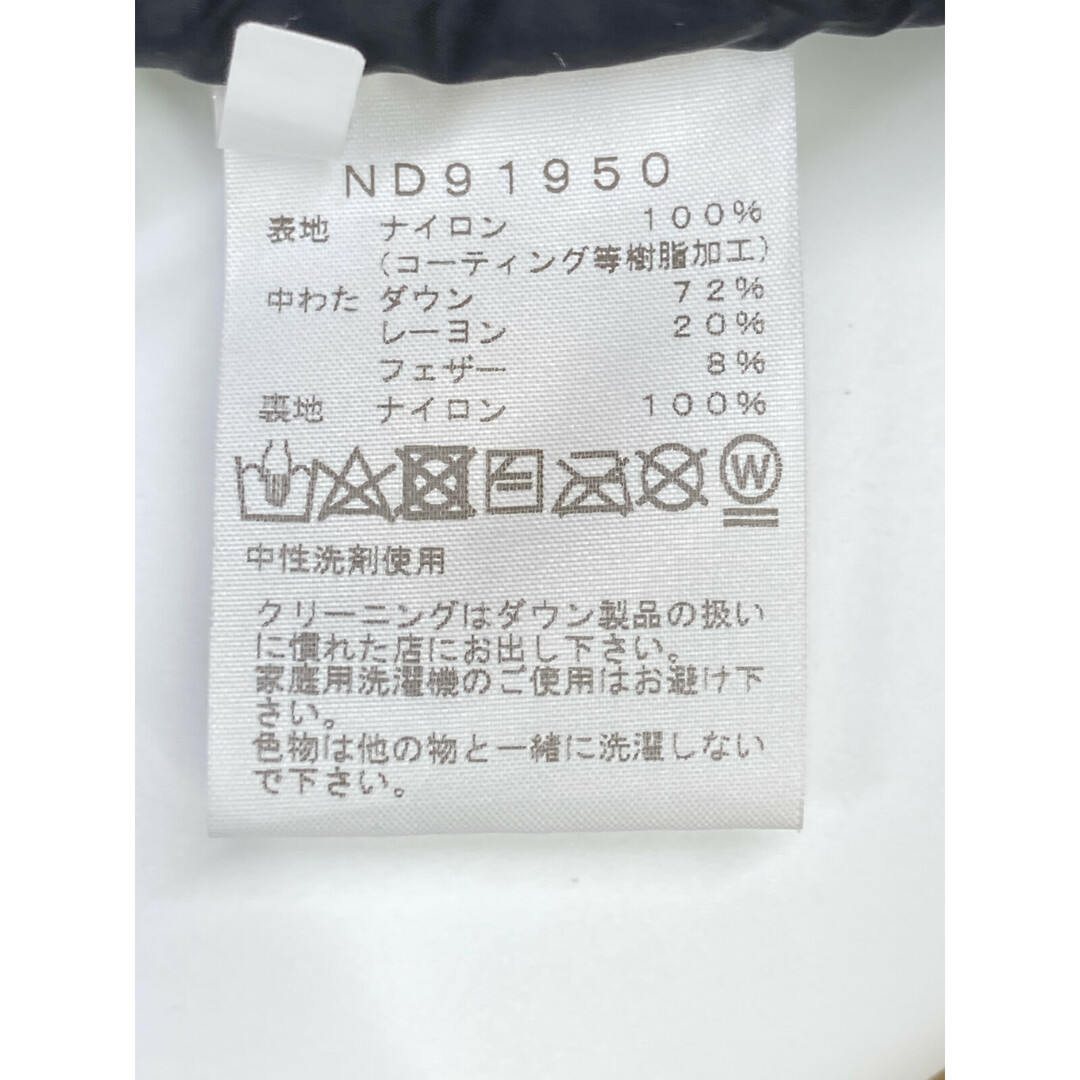 ND91950
表地 ナイロン 100%
(コーティング等樹脂加工)
中わた ダウン 72%
レーヨン 20%
フェザー 8%
裏地 ナイロン 100%
W
中性洗剤使用
クリーニングはダウン製品の扱い
に慣れた店にお出し下さい。
家庭用洗濯機のご使用はお避け下
さい。
色物は他の物と一緒に洗濯しない
で下さい。